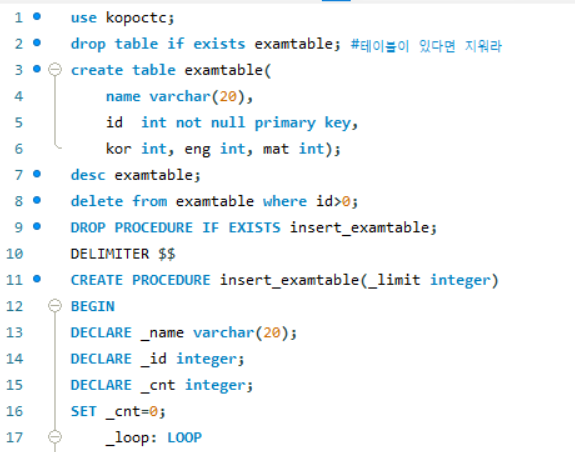 1 use kopoctc;
2 drop table if exists examtable; #테이블이 있다면 지워라
3 create table examtable(
4 name varchar(20),
5 id  int not null primary key,
6 kor int, eng int, mat int);
7 desc examtable;
8 delete from examtable where id>0;
9 DROP PROCEDURE IF EXISTS insert_examtable;
10 DELIMITER $$
11 CREATE PROCEDURE insert_examtable(_limit integer)
12 BEGIN
13 DECLARE _name varchar(20);
14 DECLARE _id integer;
15 DECLARE _cnt integer;
16 SET _cnt=0;
17 _loop: LOOP